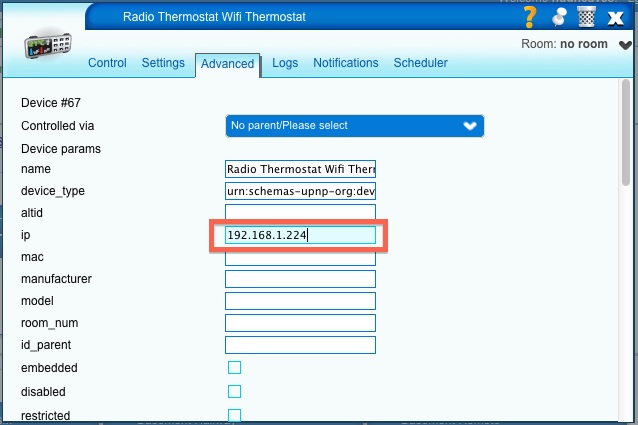 Radio Thermostat Wifi Thermostat
?
Room: no room
Control Settings Advanced Logs Notifications Scheduler
Device #67
Controlled via No parent/Please select
Device params
name Radio Thermostat Wifi Ther
device_type urn:schemas-upnp-org:dev
altid
ip 192.168.1.224
mac
manufacturer
model
room_num
id_parent
embedded
disabled
restricted